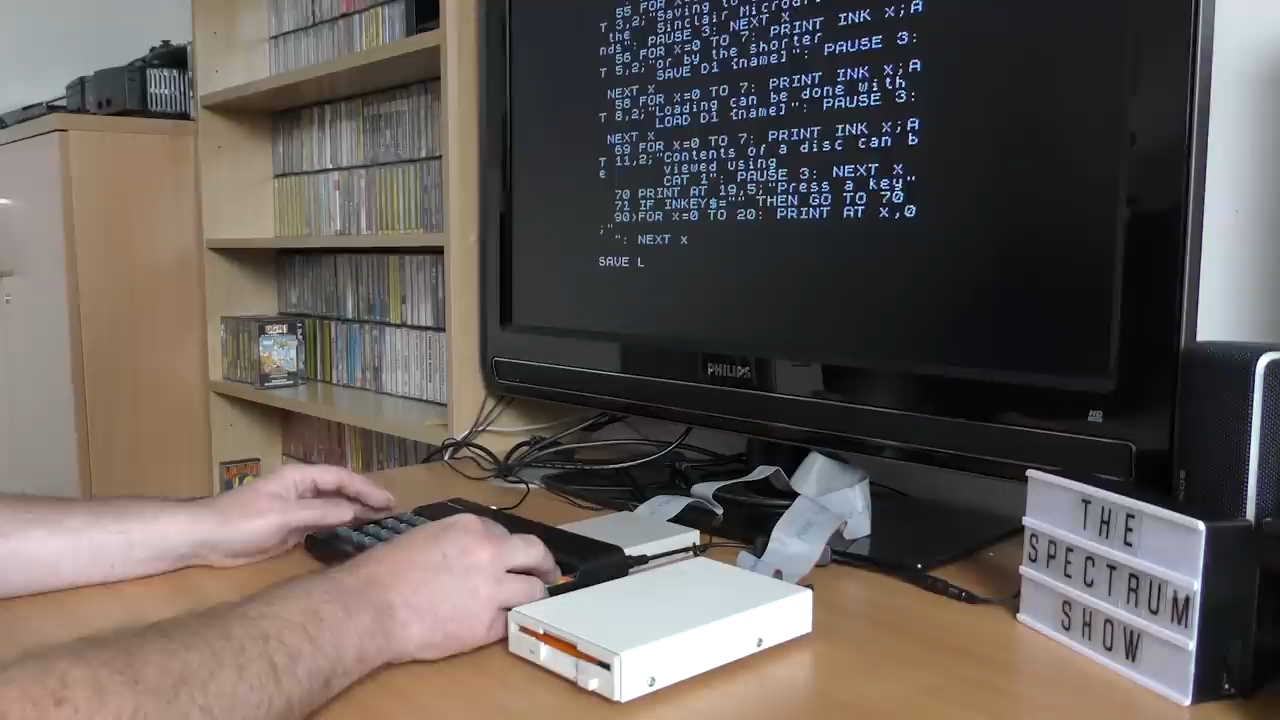 55 FOR
T 3,2;"Saving to
the Sinclair Microdr
nds": PAUSE 3: NEXT x
56 FOR x=0 TO 7: PRINT INK x;A
T 5,2;"or by the shorter
SAVE D1 {name]": PAUSE 3:
NEXT x
58 FOR x=0 TO 7: PRINT INK x;A
T 8,2;"Loading can be done with
LOAD D1 {name]": PAUSE 3:
NEXT x
59 FOR x=0 TO 7: PRINT INK x;A
T 11,2;"Contents of a disc can b
e viewed using
CAT 1": PAUSE 3: NEXT x
70 PRINT AT 19,5;"Press a key"
71 IF INKEY$="" THEN GO TO 70
90>FOR x=0 TO 20: PRINT AT x,0
;"
": NEXT x
SAVE L
PHILIPS
HD
THE
SPECTRUM
SHOW